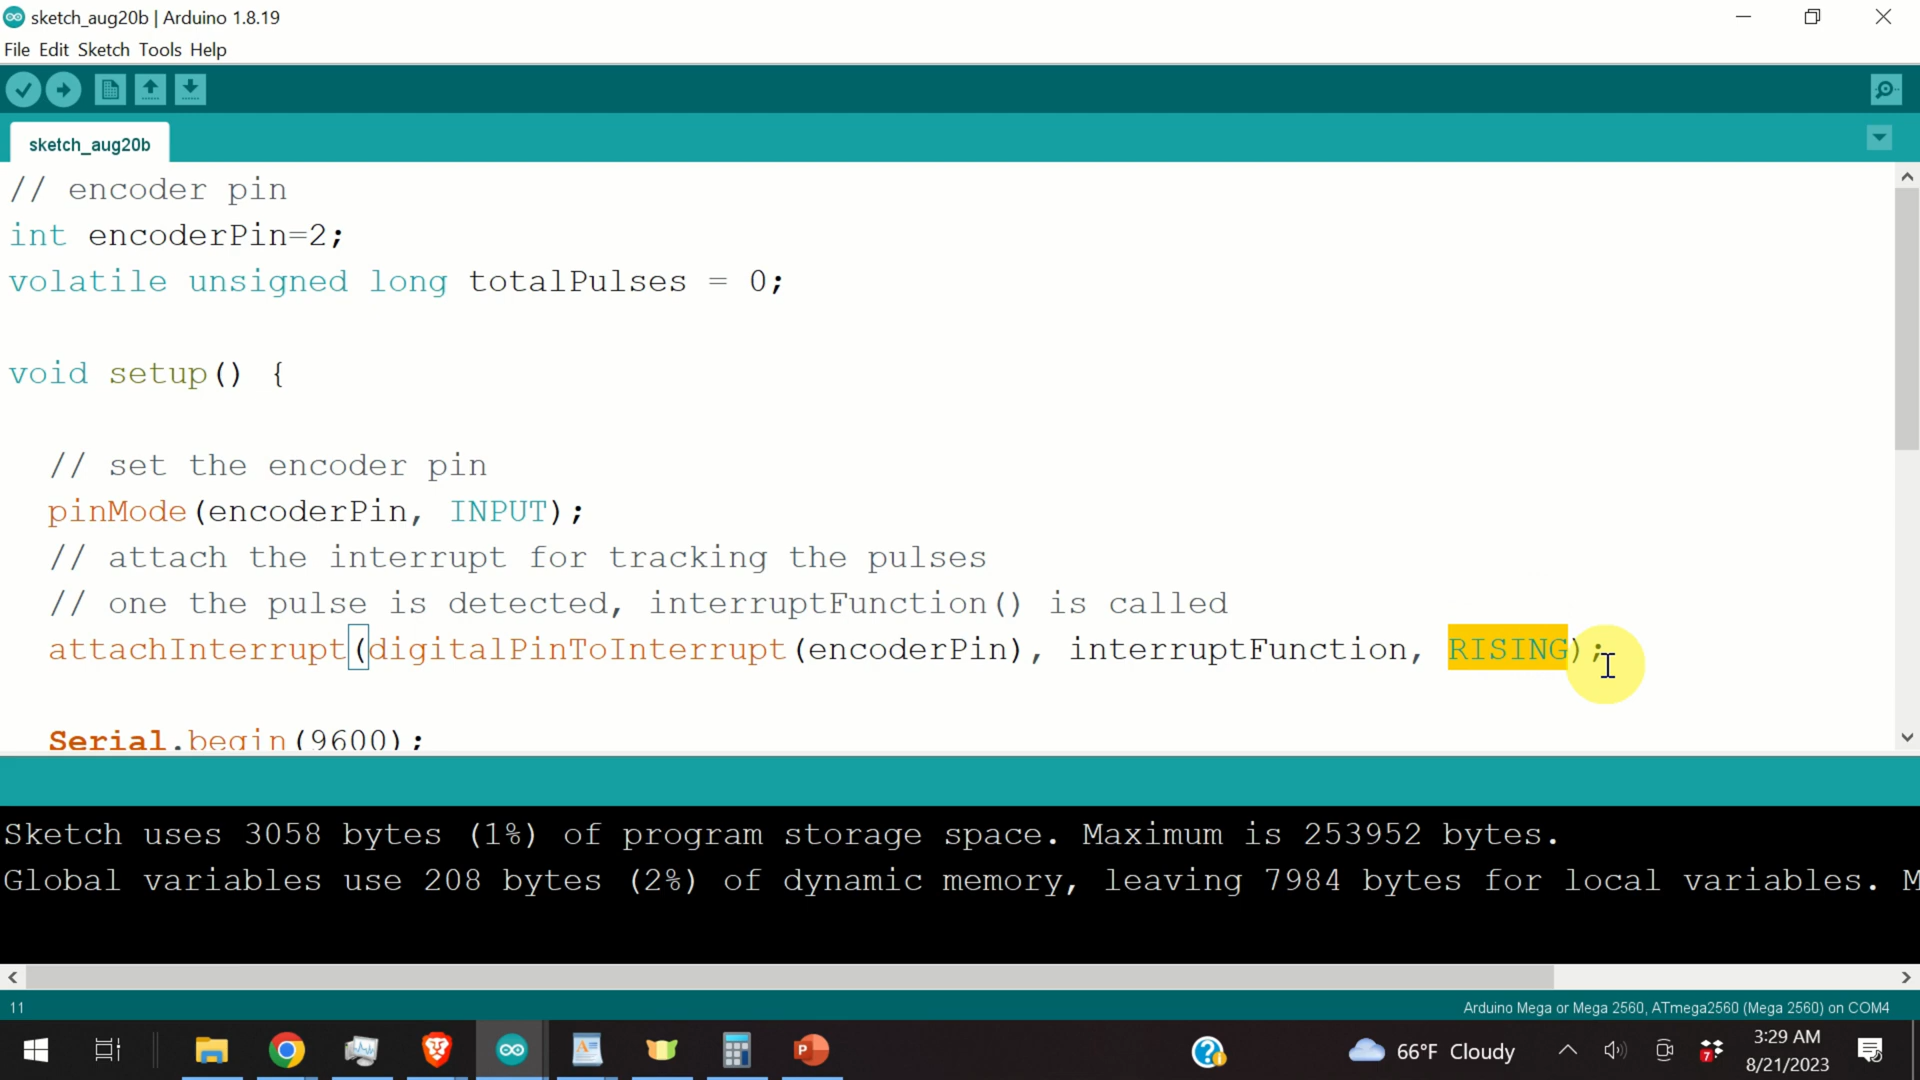 sketch_aug20b | Arduino 1.8.19
File Edit Sketch Tools Help
sketch_aug20b
// encoder pin
int encoderPin=2;
volatile unsigned long totalPulses = 0;
void setup() {
// set the encoder pin
pinMode(encoderPin, INPUT);
// attach the interrupt for tracking the pulses
// one the pulse is detected, interruptFunction() is called
attachInterrupt(digitalPinToInterrupt(encoderPin), interruptFunction, RISING);
Serial.begin(9600);
Sketch uses 3058 bytes (1%) of program storage space. Maximum is 253952 bytes.
Global variables use 208 bytes (2%) of dynamic memory, leaving 7984 bytes for local variables. M
11
Arduino Mega or Mega 2560, ATmega2560 (Mega 2560) on COM4
66°F Cloudy
7
3:29 AM
8/21/2023